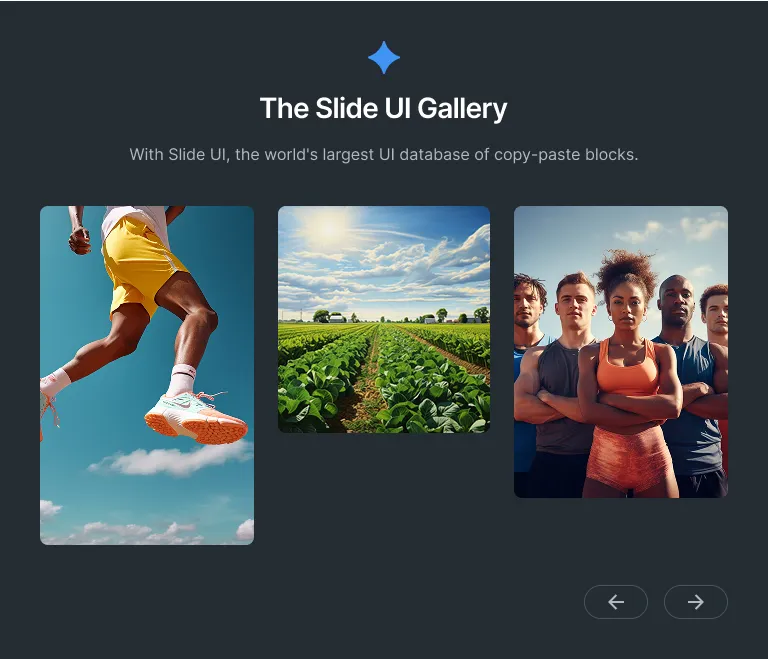 The Slide UI Gallery
With Slide UI, the world's largest UI database of copy-paste blocks.